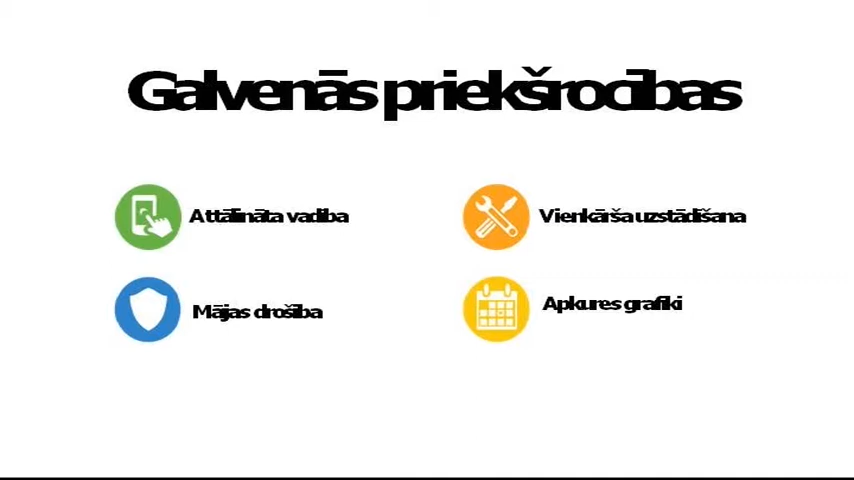 Galvenās priekšrocības
Attālināta vadība
Vienkārša uzstādīšana
Mājas drošība
Apkures grafiki